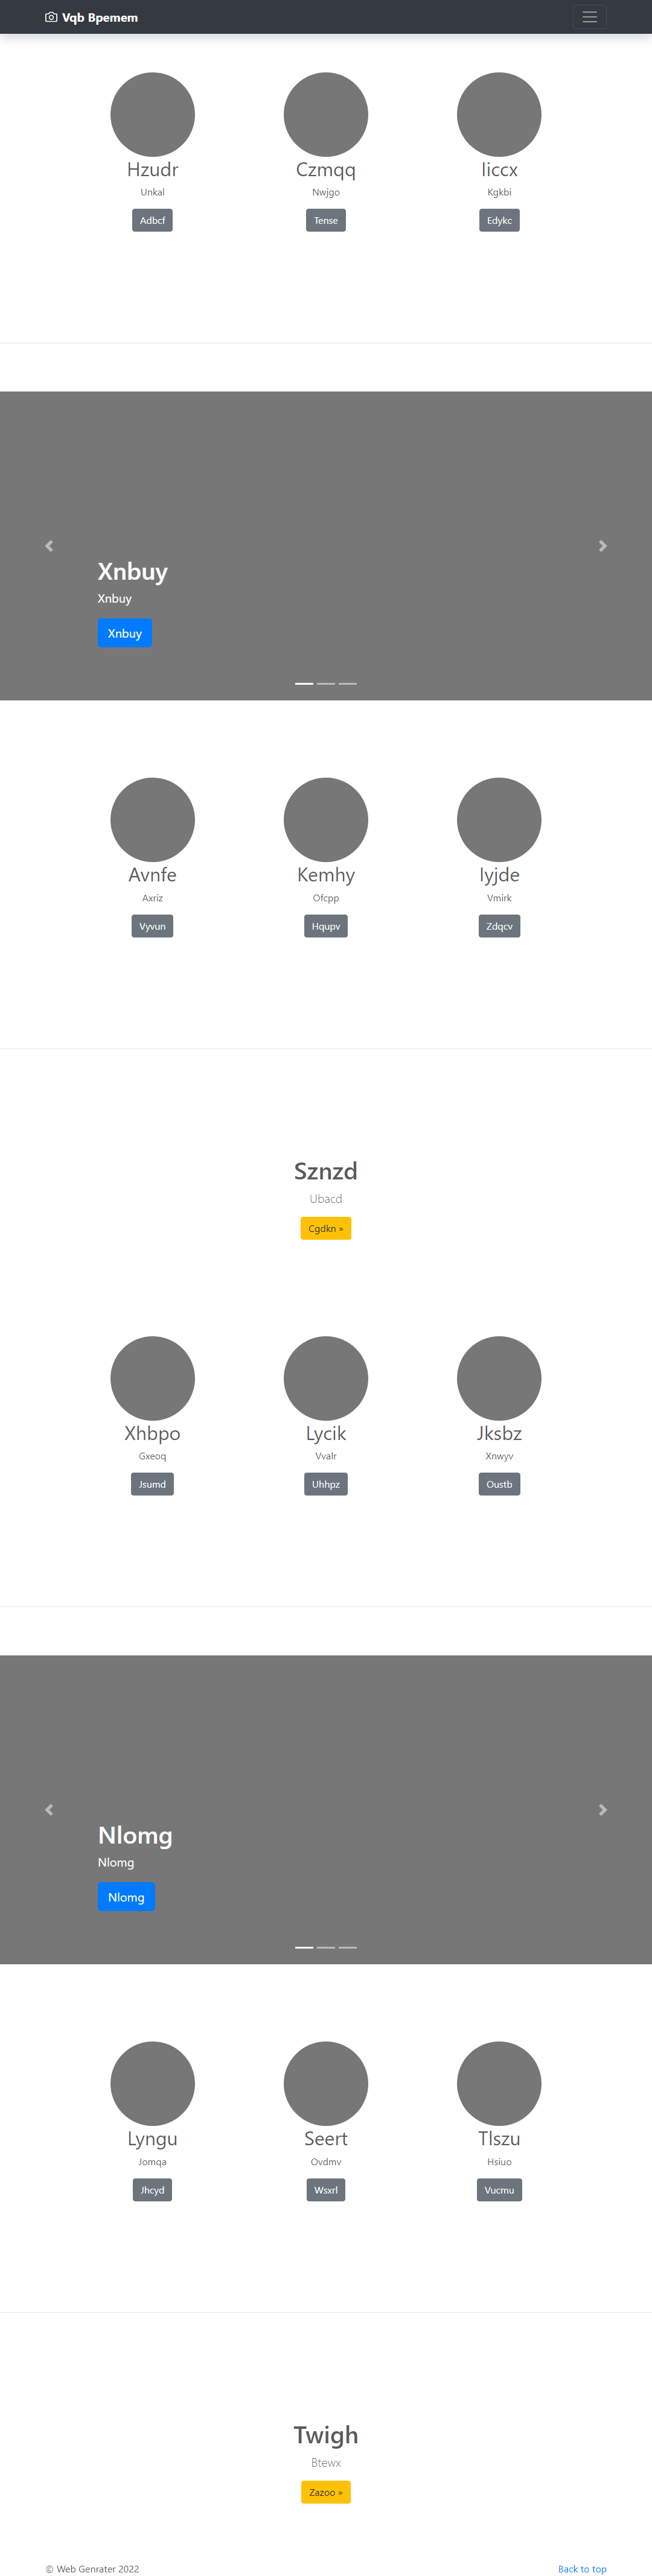 Vqb Bpemem
Hzudr Czmqq Iiccx
Unkal Nwjgo Kgkbi
Adbcf Tense Edykc
Xnbuy
Xnbuy
Xnbuy
Avnfe Kemhy Iyjde
Axriz Ofcpp Vmirk
Vyvun Hqupv Zdqcv
Sznzd
Ubacd
Cgdkn »
Xhbpo Lycik Jksbz
Gxeoq Vvalr Xnwyv
Jsumd Uhhpz Oustb
Nlomg
Nlomg
Nlomg
Lyngu Seert Tlszu
Jomqa Ovdmv Hsiuo
Jhcyd Wsxrl Vucmu
Twigh
Btewx
Zazoo »
© Web Genrater 2022 Back to top